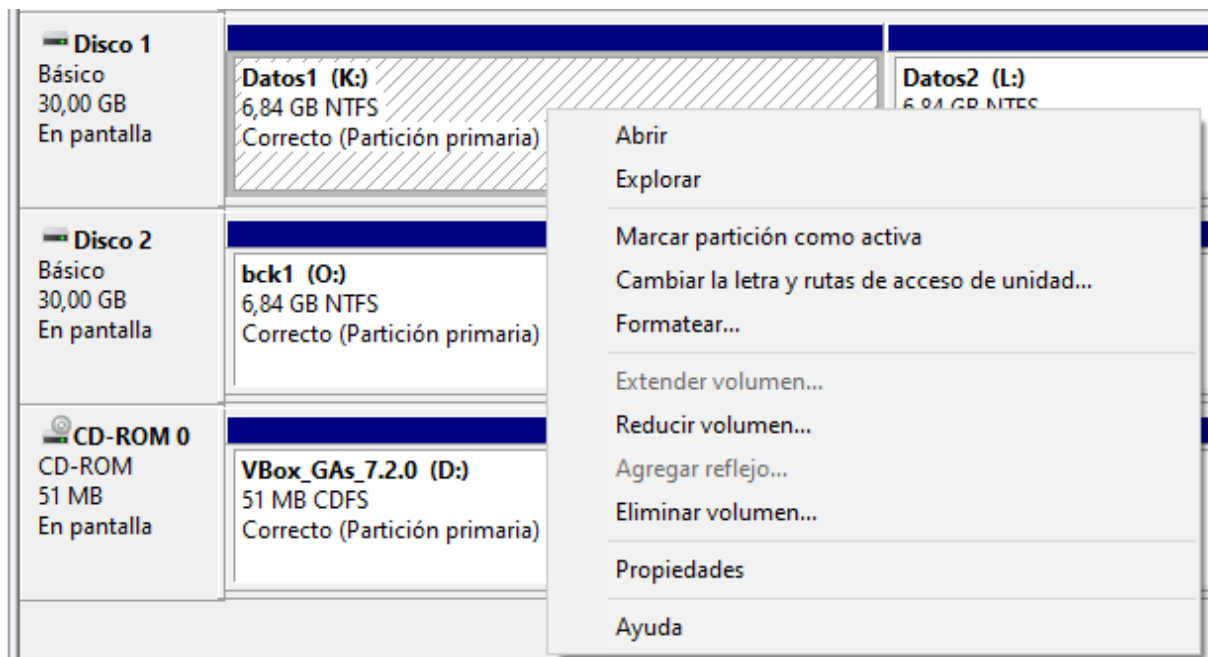 Disco 1
Básico
30,00 GB
En pantalla
Datos1 (K:)
6,84 GB NTFS
Correcto (Partición primaria)
Datos2 (L:)
6,84 GB NTFS
Disco 2
Básico
30,00 GB
En pantalla
bck1 (O:)
6,84 GB NTFS
Correcto (Partición primaria)
CD-ROM 0
CD-ROM
51 MB
En pantalla
VBox_GAs_7.2.0 (D:)
51 MB CDFS
Correcto (Partición primaria)
Abrir
Explorar
Marcar partición como activa
Cambiar la letra y rutas de acceso de unidad...
Formatear...
Extender volumen...
Reducir volumen...
Agregar reflejo...
Eliminar volumen...
Propiedades
Ayuda